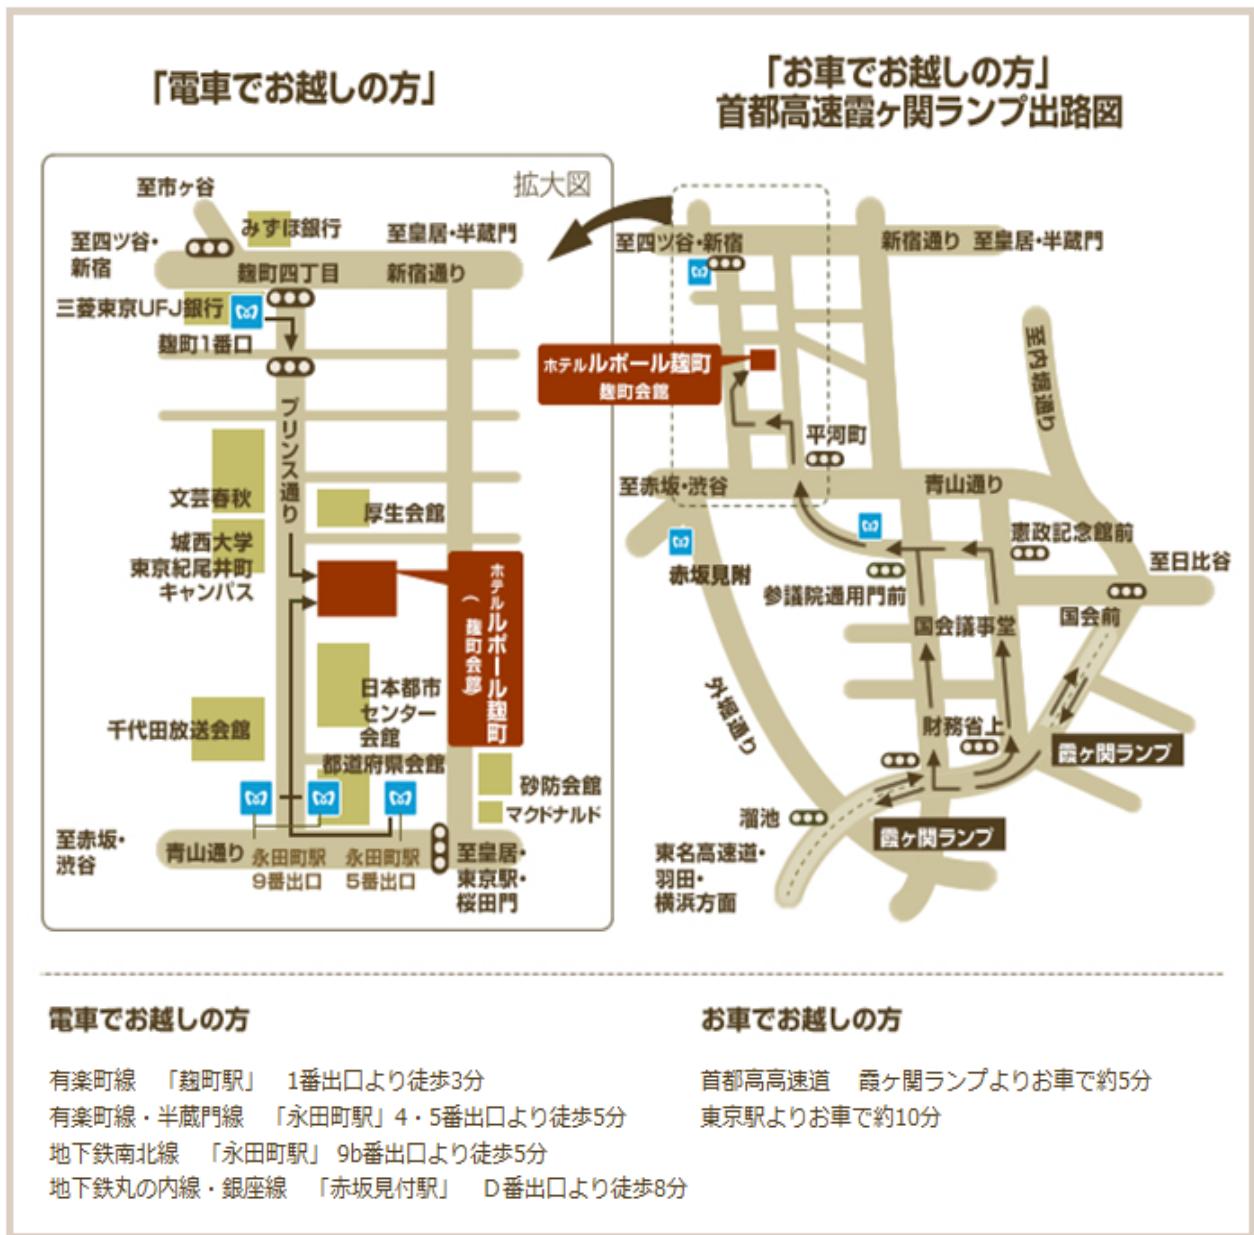 「電車でお越しの方」
「お車でお越しの方」
首都高速霞ヶ関ランプ出路図
拡大図
至市ヶ谷
みずほ銀行
至四ツ谷・
新宿
至皇居・半蔵門
麹町四丁目
新宿通り
三菱東京UFJ銀行
麹町1番口
プリンス通り
文芸春秋
厚生会館
城西大学
東京紀尾井町
キャンパス
ホテルルポール麹町
(麹町会館)
日本都市
センター
会館
千代田放送会館
都道府県会館
砂防会館
マクドナルド
至赤坂・
渋谷
青山通り
永田町駅
9番出口
永田町駅
5番出口
至皇居・
東京駅・
桜田門
至四ツ谷・新宿
新宿通り
至皇居・半蔵門
ホテルルポール麹町
麹町会館
至内堀通り
平河町
至赤坂・渋谷
青山通り
憲政記念館前
赤坂見附
参議院通用門前
至日比谷
国会前
国会議事堂
外堀通り
財務省上
霞ヶ関ランプ
溜池
霞ヶ関ランプ
東名高速道・
羽田・
横浜方面
電車でお越しの方
有楽町線 「麹町駅」 1番出口より徒歩3分
有楽町線・半蔵門線 「永田町駅」4・5番出口より徒歩5分
地下鉄南北線 「永田町駅」 9b番出口より徒歩5分
地下鉄丸の内線・銀座線 「赤坂見付駅」 D番出口より徒歩8分
お車でお越しの方
首都高高速道 霞ヶ関ランプよりお車で約5分
東京駅よりお車で約10分